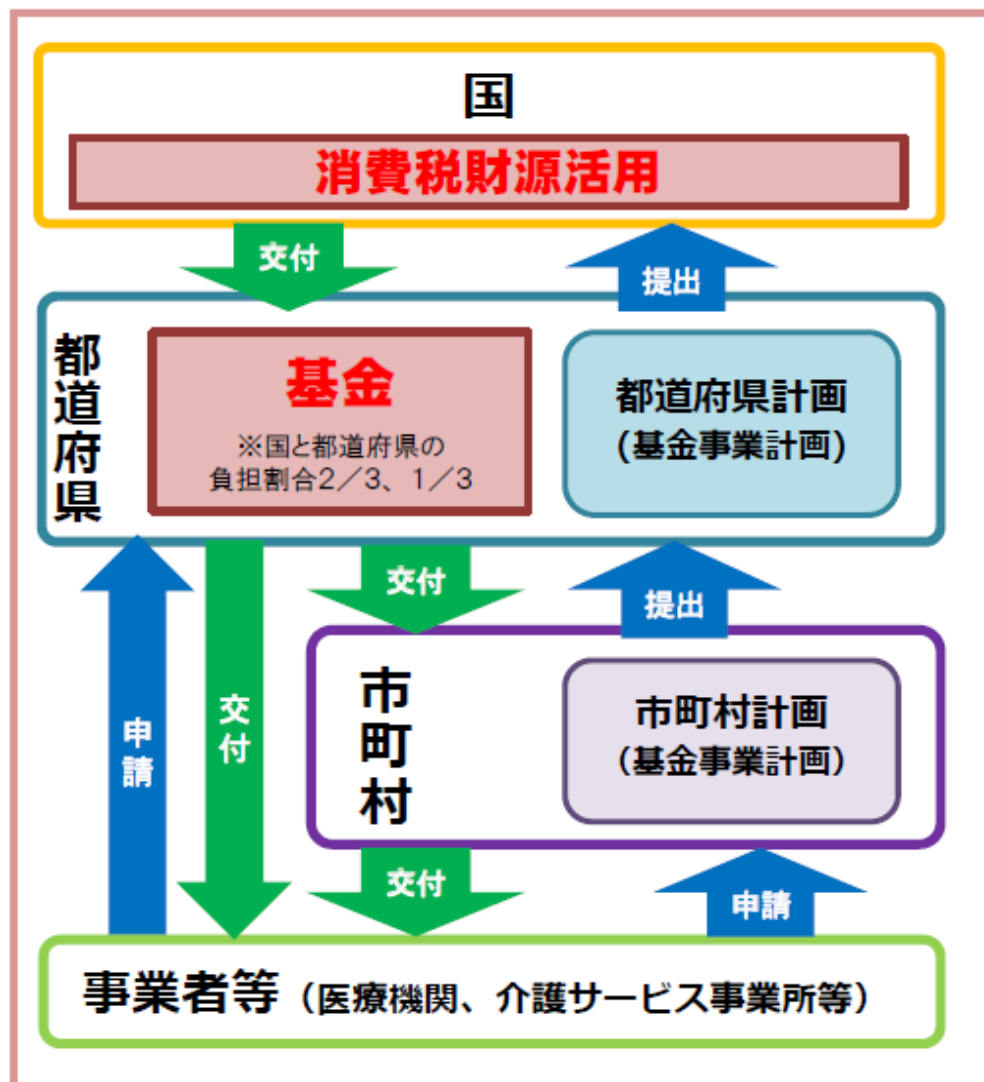 国
消費税財源活用
交付
提出
都道府県
基金
※国と都道府県の
負担割合2／3、1／3
都道府県計画
(基金事業計画)
交付
提出
申請
交付
市町村
市町村計画
（基金事業計画）
交付
申請
事業者等（医療機関、介護サービス事業所等）